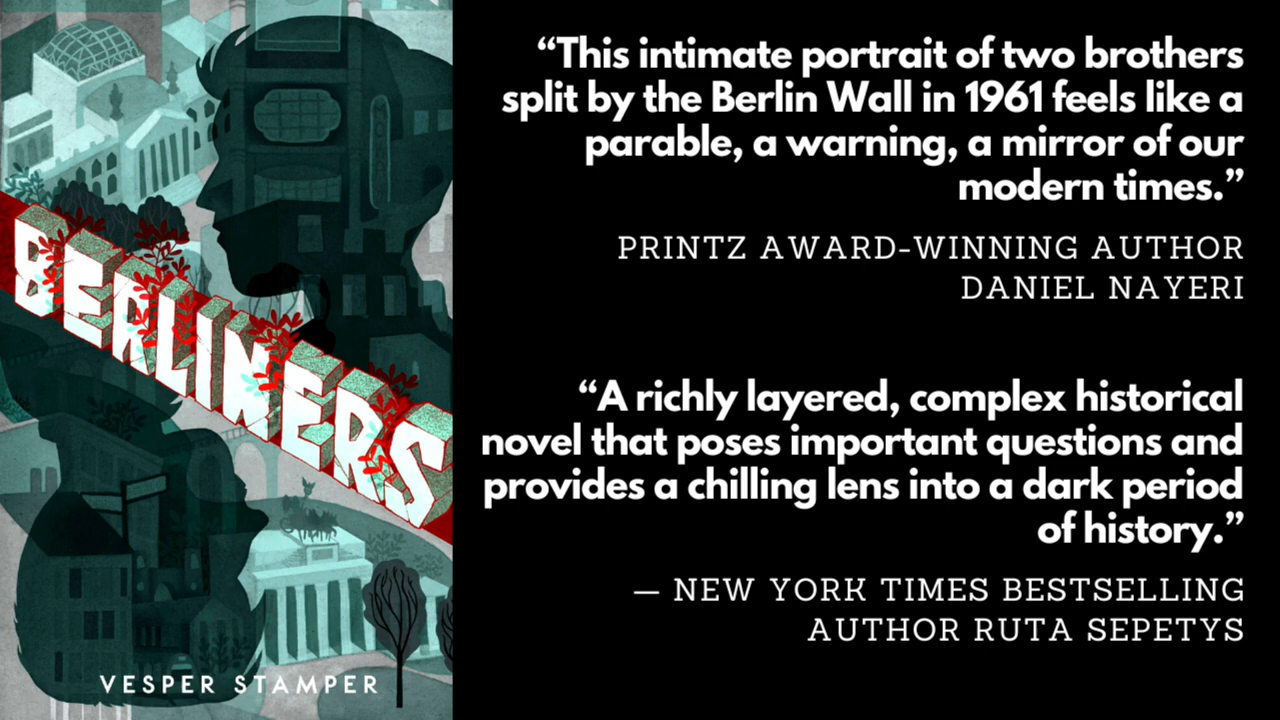 BERLINERS
VESPER STAMPER
“This intimate portrait of two brothers
split by the Berlin Wall in 1961 feels like a
parable, a warning, a mirror of our
modern times.”
PRINTZ AWARD-WINNING AUTHOR
DANIEL NAYERI
“A richly layered, complex historical
novel that poses important questions and
provides a chilling lens into a dark period
of history.”
— NEW YORK TIMES BESTSELLING
AUTHOR RUTA SEPETYS